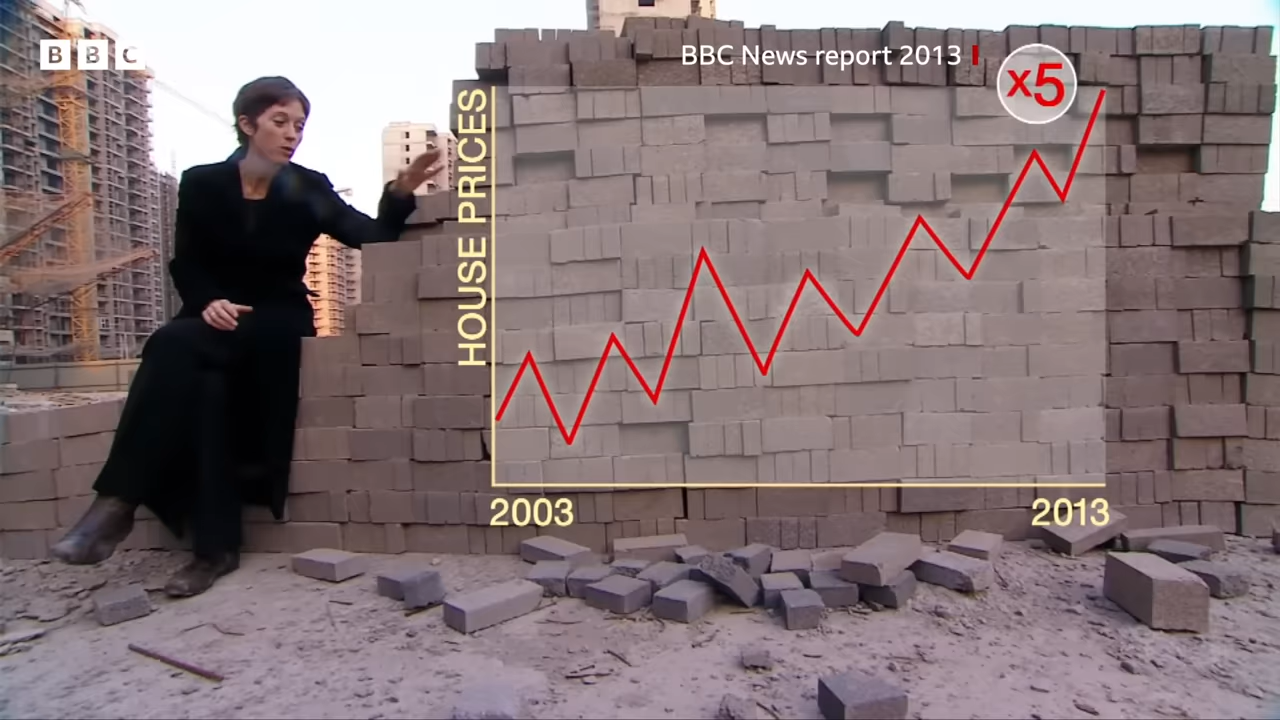 BBC
BBC News report 2013
x5
HOUSE PRICES
2003
2013